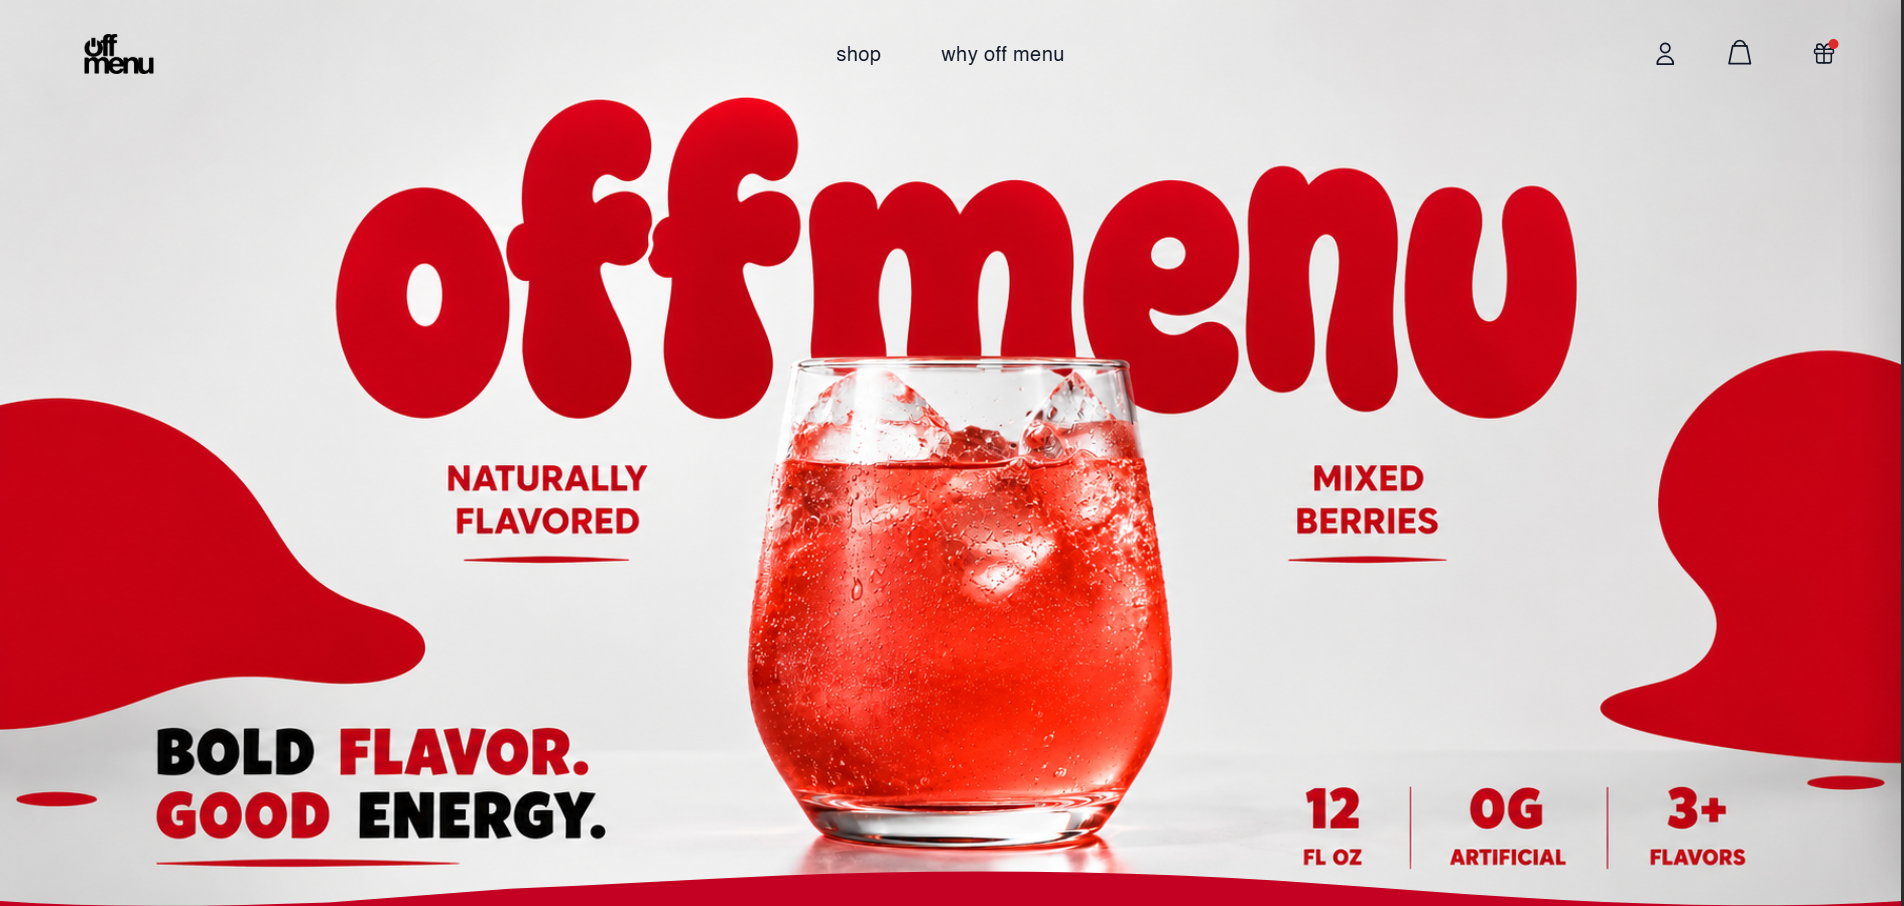 off
menu
shop
why off menu
offmenu
NATURALLY
FLAVORED
MIXED
BERRIES
BOLD FLAVOR.
GOOD ENERGY.
12
FL OZ
0G
ARTIFICIAL
3+
FLAVORS